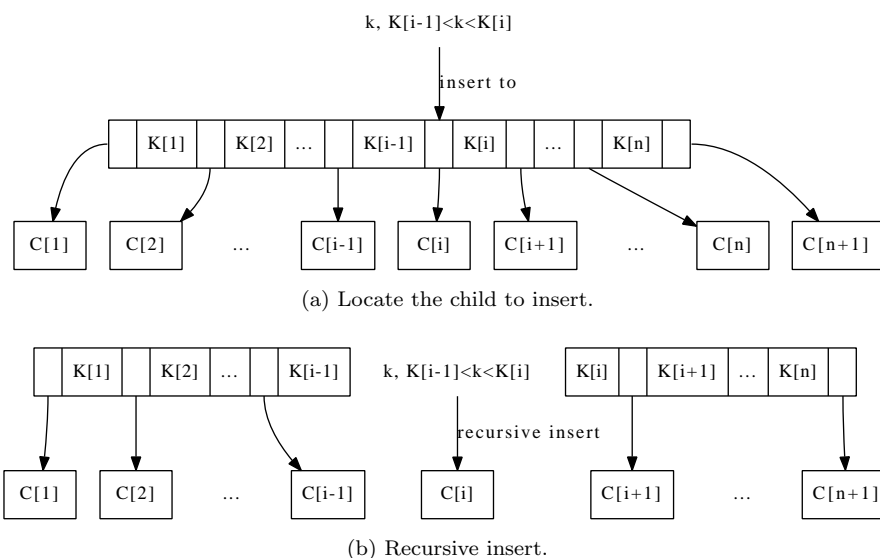 k, K[i-1]<k<K[i]
insert to
K[1] K[2] ... K[i-1] K[i] ... K[n]
C[1] C[2] ... C[i-1] C[i] C[i+1] ... C[n] C[n+1]
(a) Locate the child to insert.
K[1] K[2] ... K[i-1] k, K[i-1]<k<K[i] K[i] K[i+1] ... K[n]
recursive insert
C[1] C[2] ... C[i-1] C[i] C[i+1] ... C[n+1]
(b) Recursive insert.